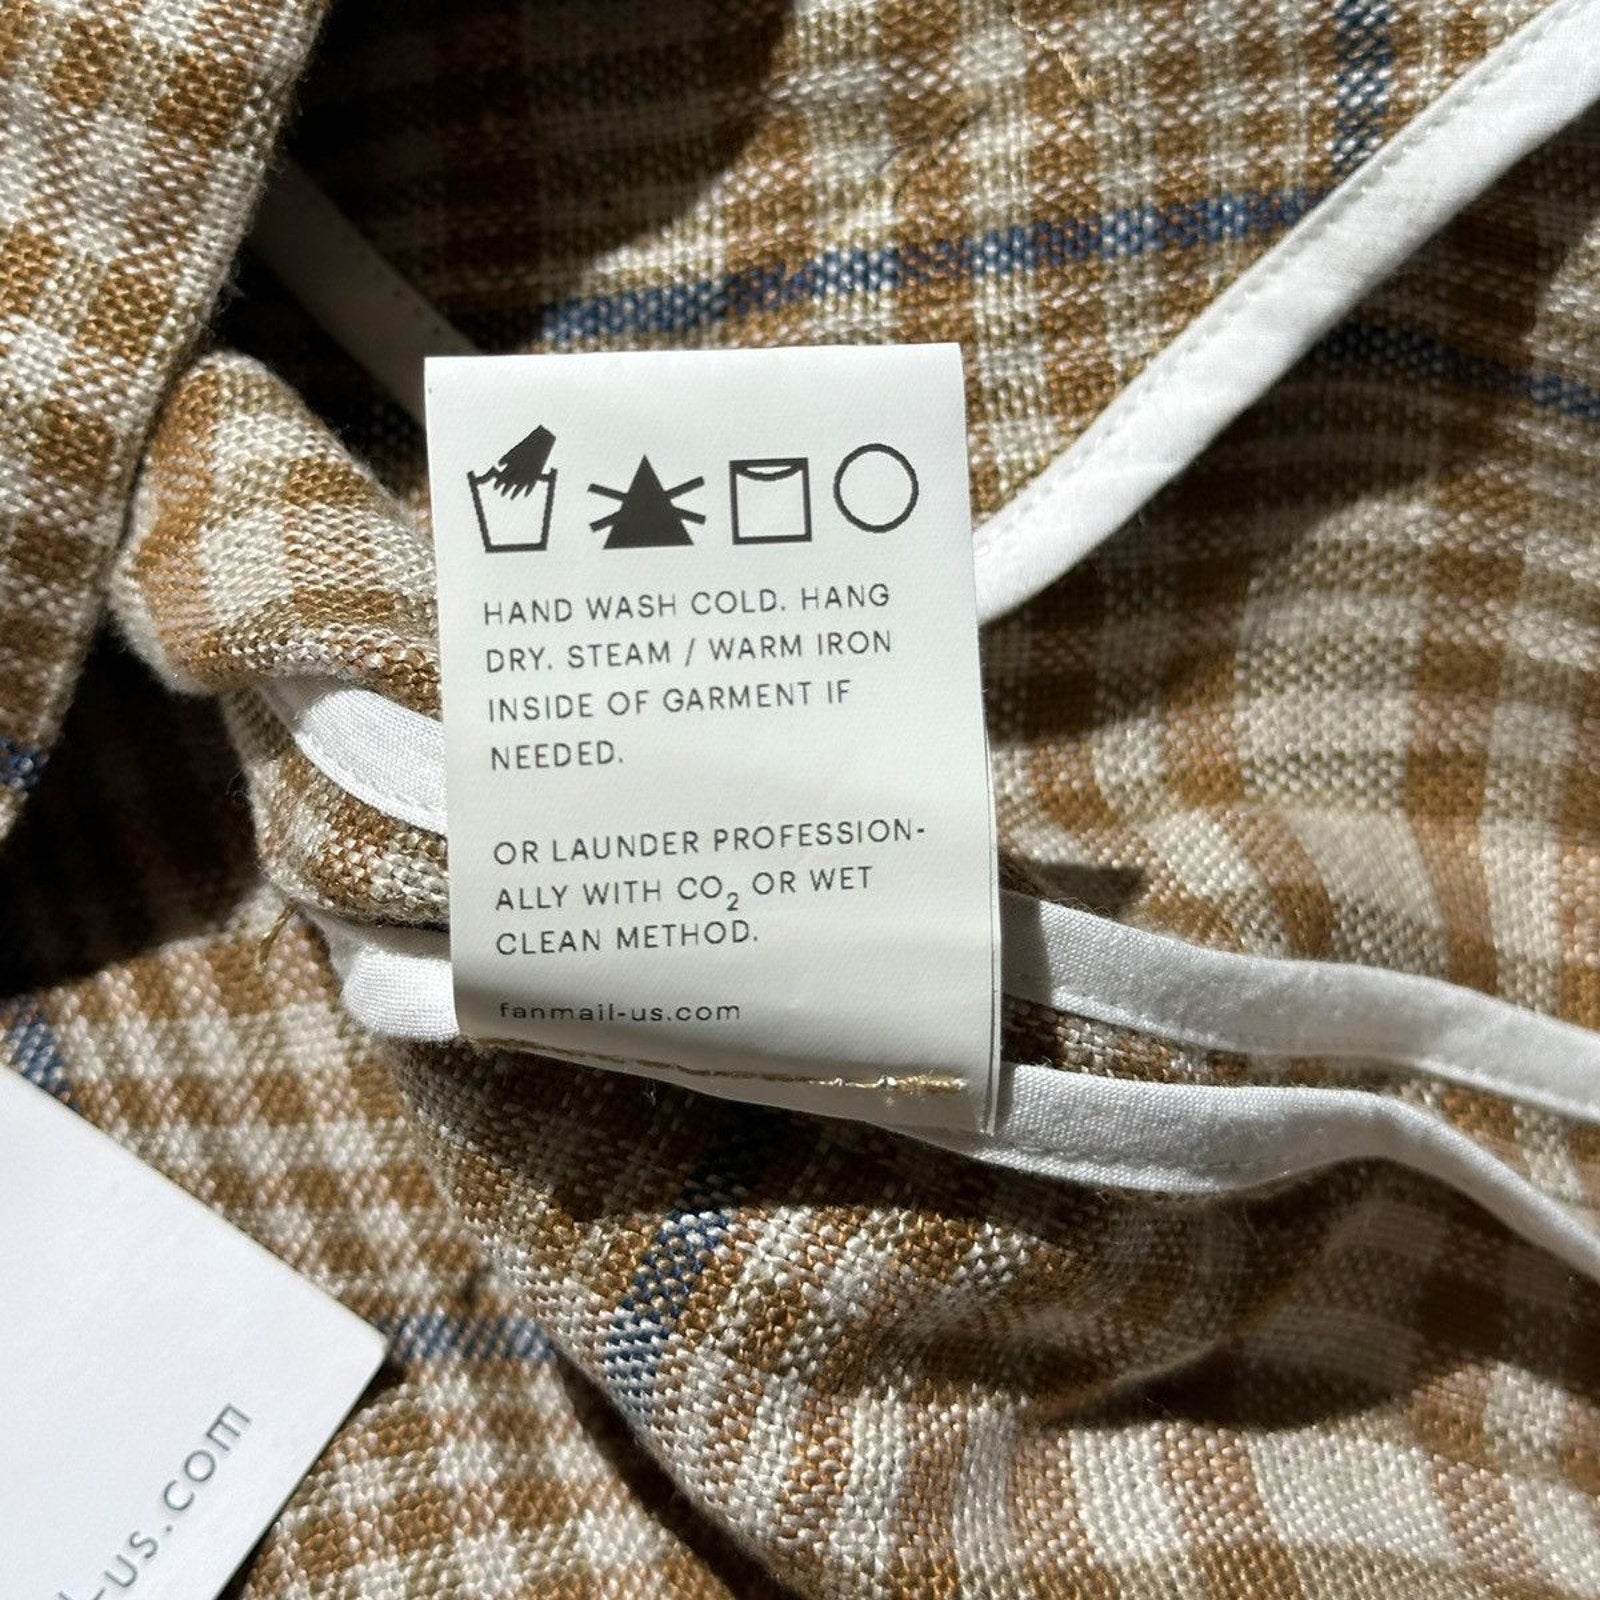 HAND WASH COLD. HANG
DRY. STEAM / WARM IRON
INSIDE OF GARMENT IF
NEEDED.
OR LAUNDER PROFESSION-
ALLY WITH CO₂ OR WET
CLEAN METHOD.
fanmail-us.com
-us.com